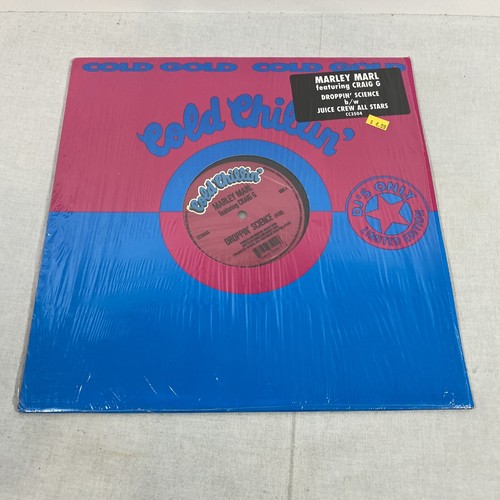 COLD GOLD COLD GOLD
Cold Chillin'
MARLEY MARL
featuring CRAIG G
DROPPIN' SCIENCE
b/w
JUICE CREW ALL STARS
CC3504
DJ'S ONLY
LIMITED EDITION
Cold Chillin'
MARLEY MARL
featuring CRAIG G
DROPPIN' SCIENCE